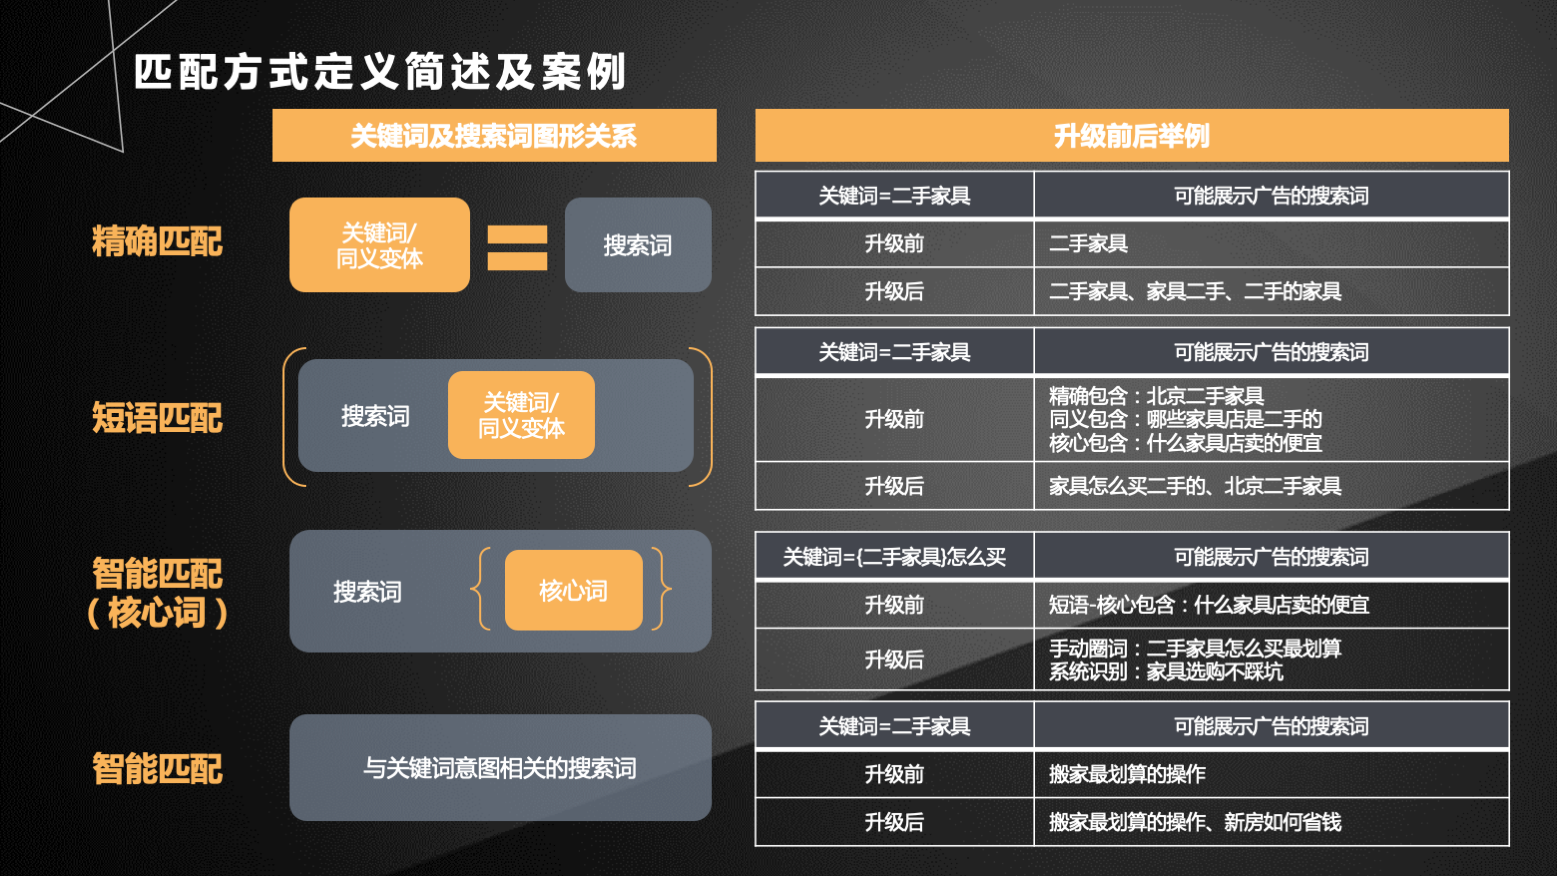 匹配方式定义简述及案例
关键词及搜索词图形关系
升级前后举例
精确匹配
关键词/
同义变体
搜索词
关键词=二手家具
可能展示广告的搜索词
升级前
二手家具
升级后
二手家具、家具二手、二手的家具
短语匹配
搜索词
关键词/
同义变体
关键词=二手家具
可能展示广告的搜索词
升级前
精确包含：北京二手家具
同义包含：哪些家具店是二手的
核心包含：什么家具店卖的便宜
升级后
家具怎么买二手的、北京二手家具
智能匹配
（核心词）
搜索词
核心词
关键词={二手家具}怎么买
可能展示广告的搜索词
升级前
短语-核心包含：什么家具店卖的便宜
升级后
手动圈词：二手家具怎么买最划算
系统识别：家具选购不踩坑
智能匹配
与关键词意图相关的搜索词
关键词=二手家具
可能展示广告的搜索词
升级前
搬家最划算的操作
升级后
搬家最划算的操作、新房如何省钱